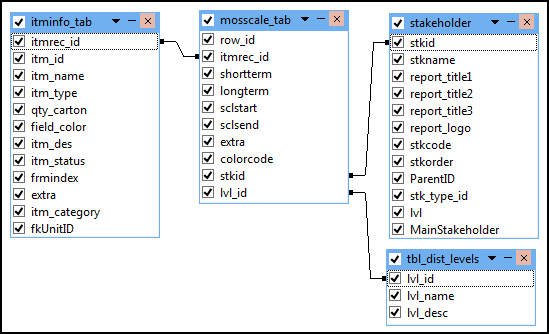 itminfo_tab
itmrec_id
itm_id
itm_name
itm_type
qty_carton
field_color
itm_des
itm_status
frmindex
extra
itm_category
fkUnitID
mosscale_tab
row_id
itmrec_id
shortterm
longterm
sclstart
sclsend
extra
colorcode
stkid
lvl_id
stakeholder
stkid
stkname
report_title1
report_title2
report_title3
report_logo
stkcode
stkorder
ParentID
stk_type_id
lvl
MainStakeholder
tbl_dist_levels
lvl_id
lvl_name
lvl_desc